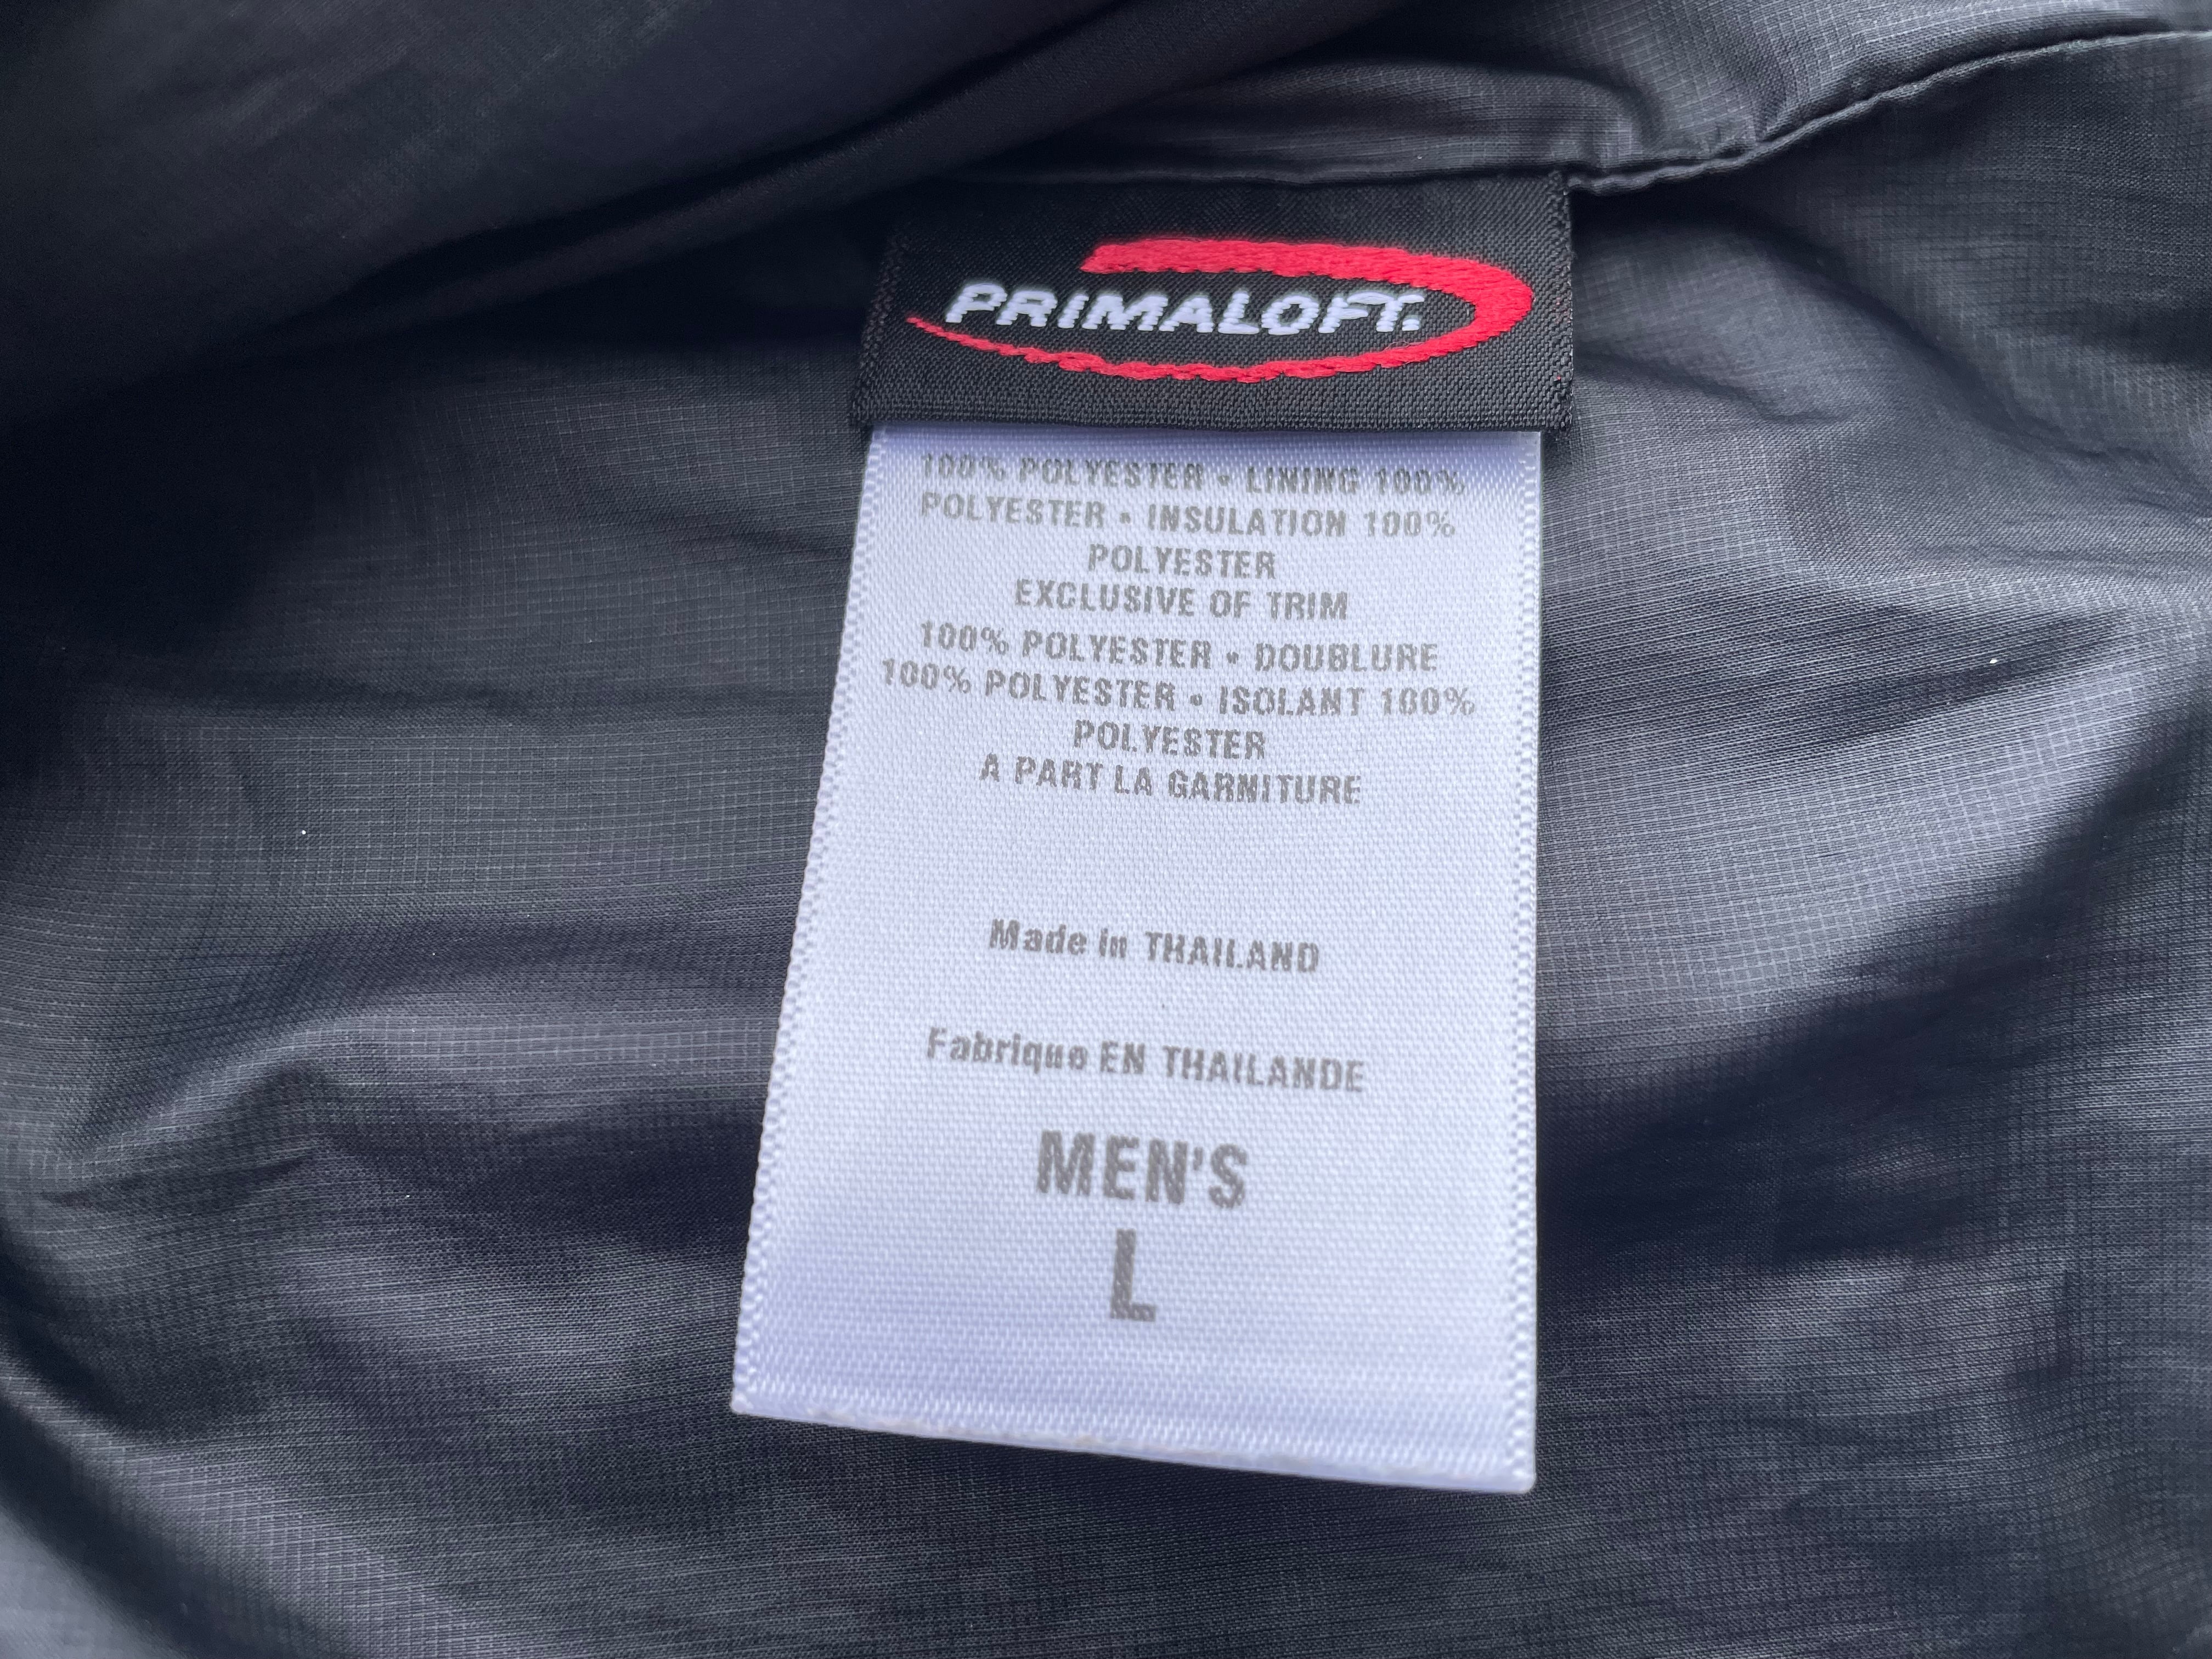 PRIMALOFT.
100% POLYESTER • LINING 100%
POLYESTER • INSULATION 100%
POLYESTER
EXCLUSIVE OF TRIM
100% POLYESTER • DOUBLURE
100% POLYESTER • ISOLANT 100%
POLYESTER
A PART LA GARNITURE
Made in THAILAND
Fabrique EN THAILANDE
MEN'S
L